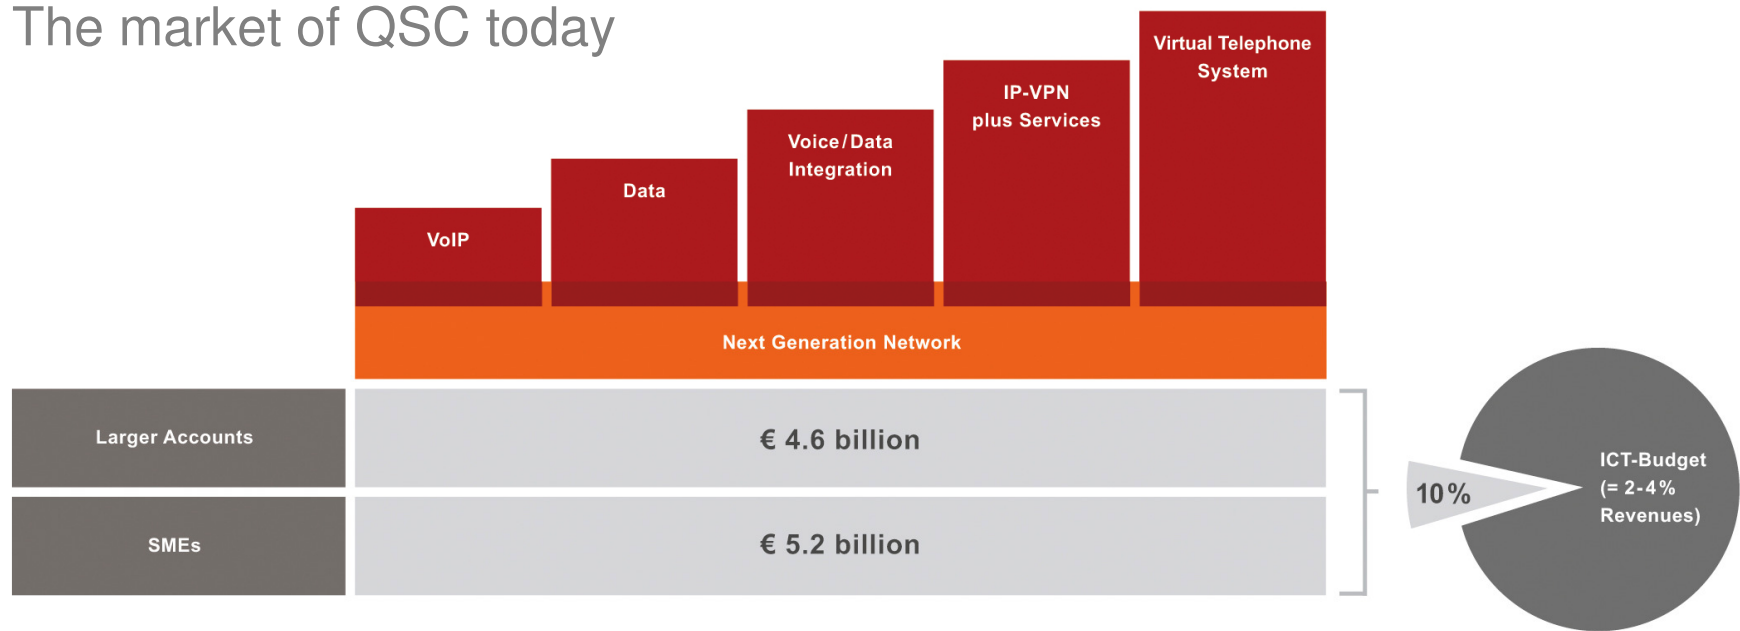 The market of QSC today
Virtual Telephone
System
IP-VPN
plus Services
Voice/Data
Integration
Data
VoIP
Next Generation Network
Larger Accounts
€ 4.6 billion
SMEs
€ 5.2 billion
10%
ICT-Budget
(= 2-4%
Revenues)